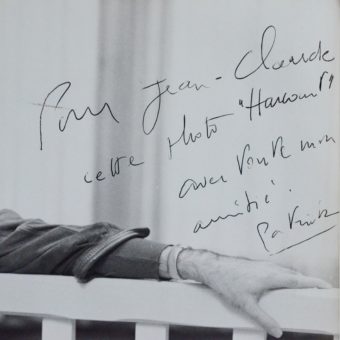 Pour Jean-Claude
cette photo "Harcourt"
avec toute mon
amitié.
Patrick